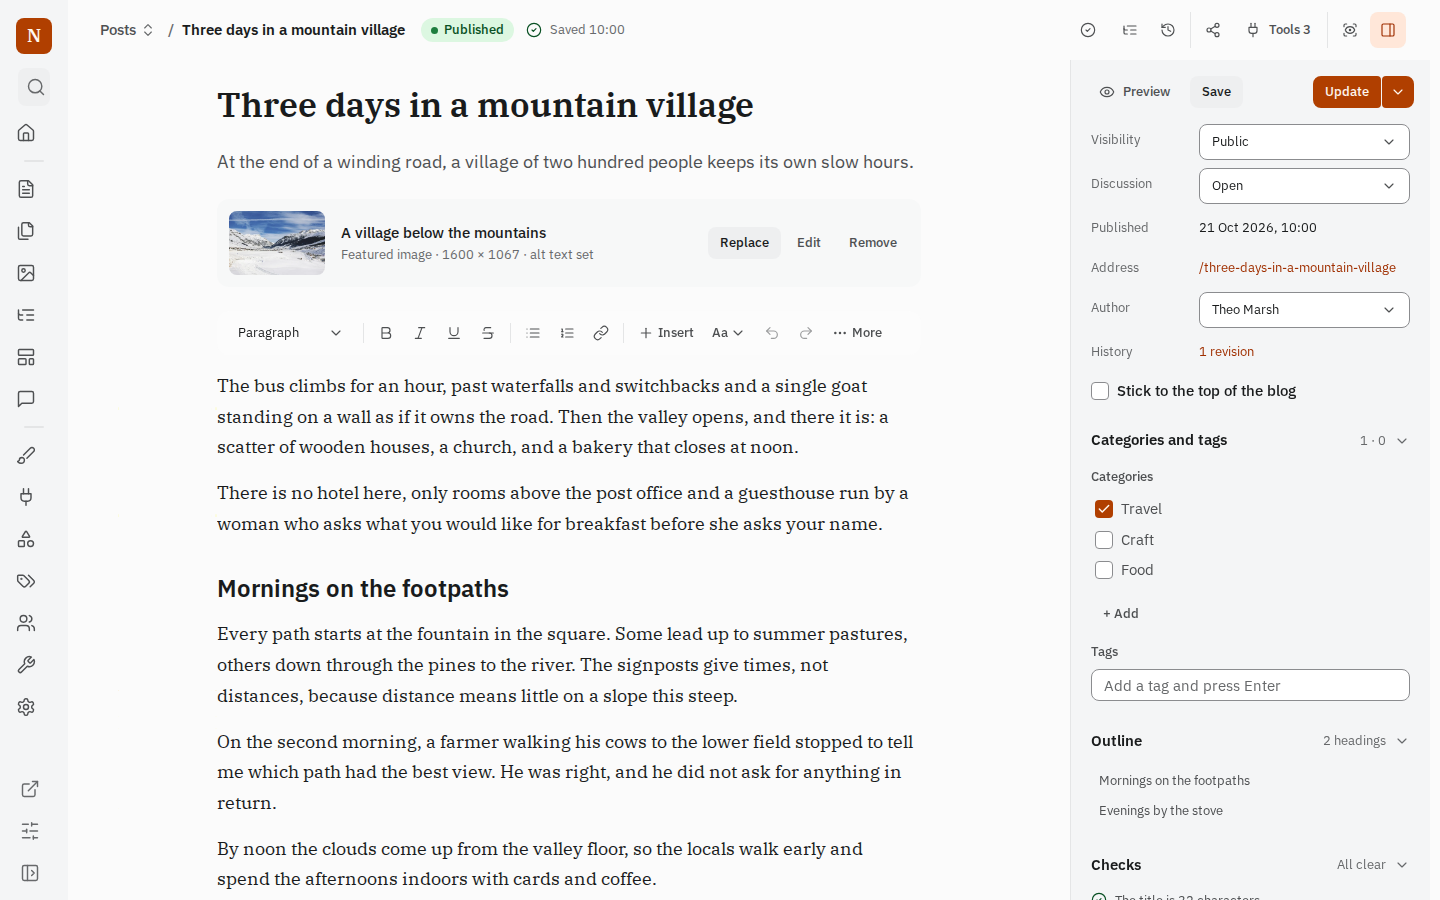 N
Posts / Three days in a mountain village Published Saved 10:00
Tools 3
Three days in a mountain village
At the end of a winding road, a village of two hundred people keeps its own slow hours.
A village below the mountains
Featured image · 1600 × 1067 · alt text set
Replace Edit Remove
Paragraph B I U S Insert Aa More
The bus climbs for an hour, past waterfalls and switchbacks and a single goat
standing on a wall as if it owns the road. Then the valley opens, and there it is: a
scatter of wooden houses, a church, and a bakery that closes at noon.
There is no hotel here, only rooms above the post office and a guesthouse run by a
woman who asks what you would like for breakfast before she asks your name.
Mornings on the footpaths
Every path starts at the fountain in the square. Some lead up to summer pastures,
others down through the pines to the river. The signposts give times, not
distances, because distance means little on a slope this steep.
On the second morning, a farmer walking his cows to the lower field stopped to tell
me which path had the best view. He was right, and he did not ask for anything in
return.
By noon the clouds come up from the valley floor, so the locals walk early and
spend the afternoons indoors with cards and coffee.
Preview Save Update
Visibility Public
Discussion Open
Published 21 Oct 2026, 10:00
Address /three-days-in-a-mountain-village
Author Theo Marsh
History 1 revision
Stick to the top of the blog
Categories and tags 1 · 0
Categories
Travel
Craft
Food
+ Add
Tags
Add a tag and press Enter
Outline 2 headings
Mornings on the footpaths
Evenings by the stove
Checks All clear
The title is 32 characters